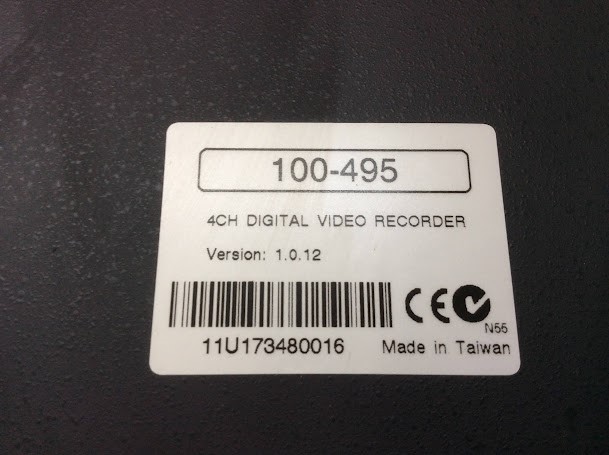 100-495
4CH DIGITAL VIDEO RECORDER
Version: 1.0.12
CE
N55
11U173480016 Made in Taiwan